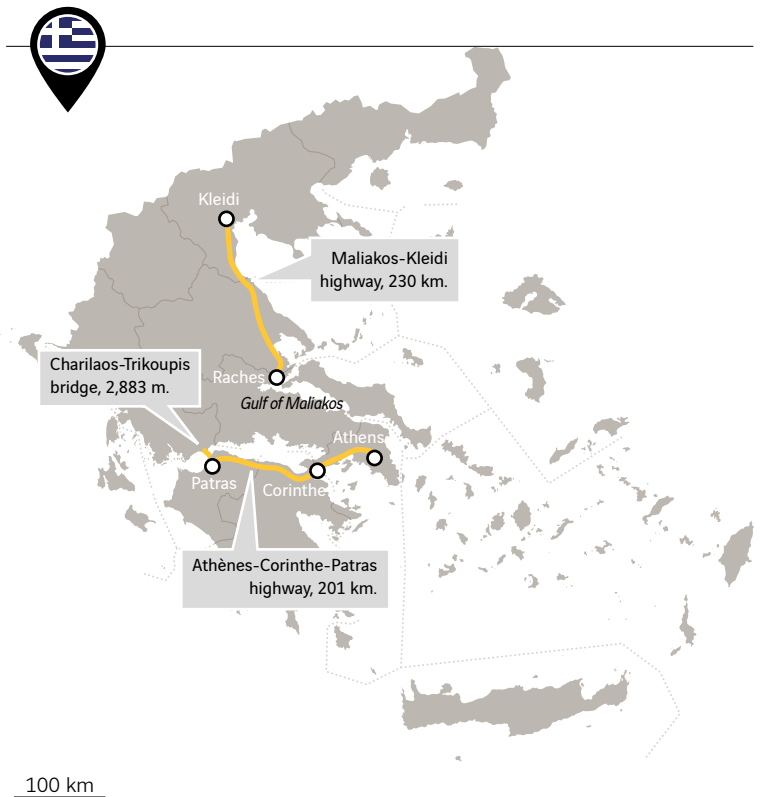 Kleidi
Maliakos-Kleidi
highway, 230 km.
Charilaos-Trikoupis
bridge, 2,883 m.
Raches
Gulf of Maliakos
Athens
Patras
Corinthe
Athènes-Corinthe-Patras
highway, 201 km.
100 km